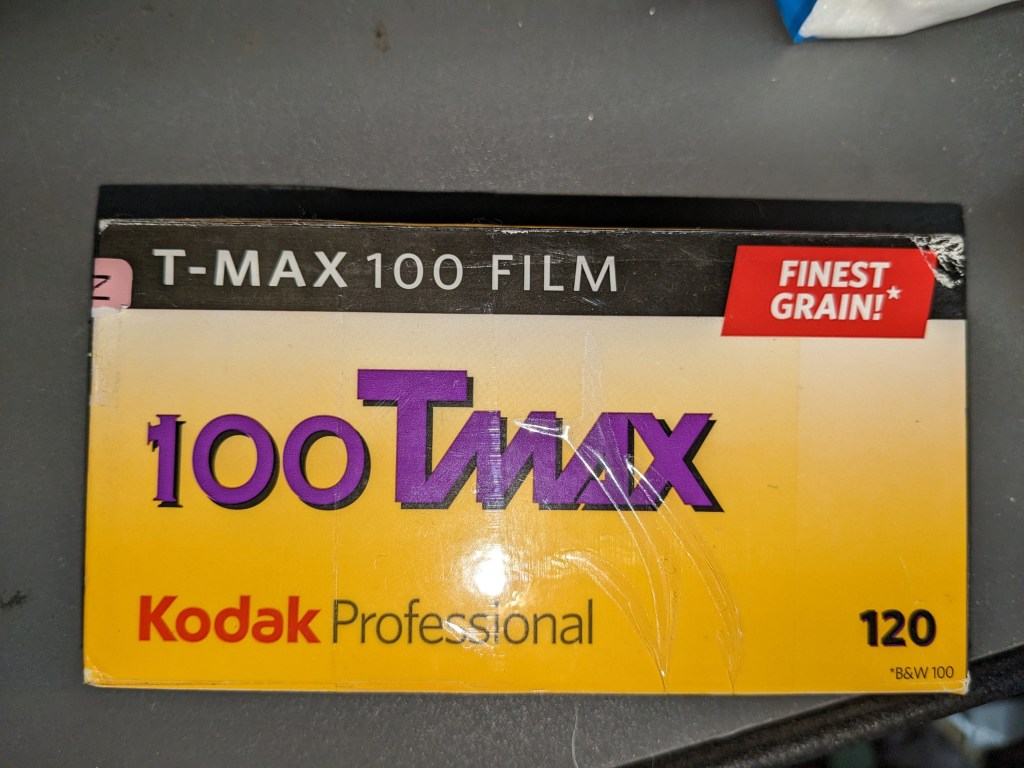 T-MAX 100 FILM
FINEST
GRAIN!*
100 TMAX
Kodak Professional
120
*B&W 100